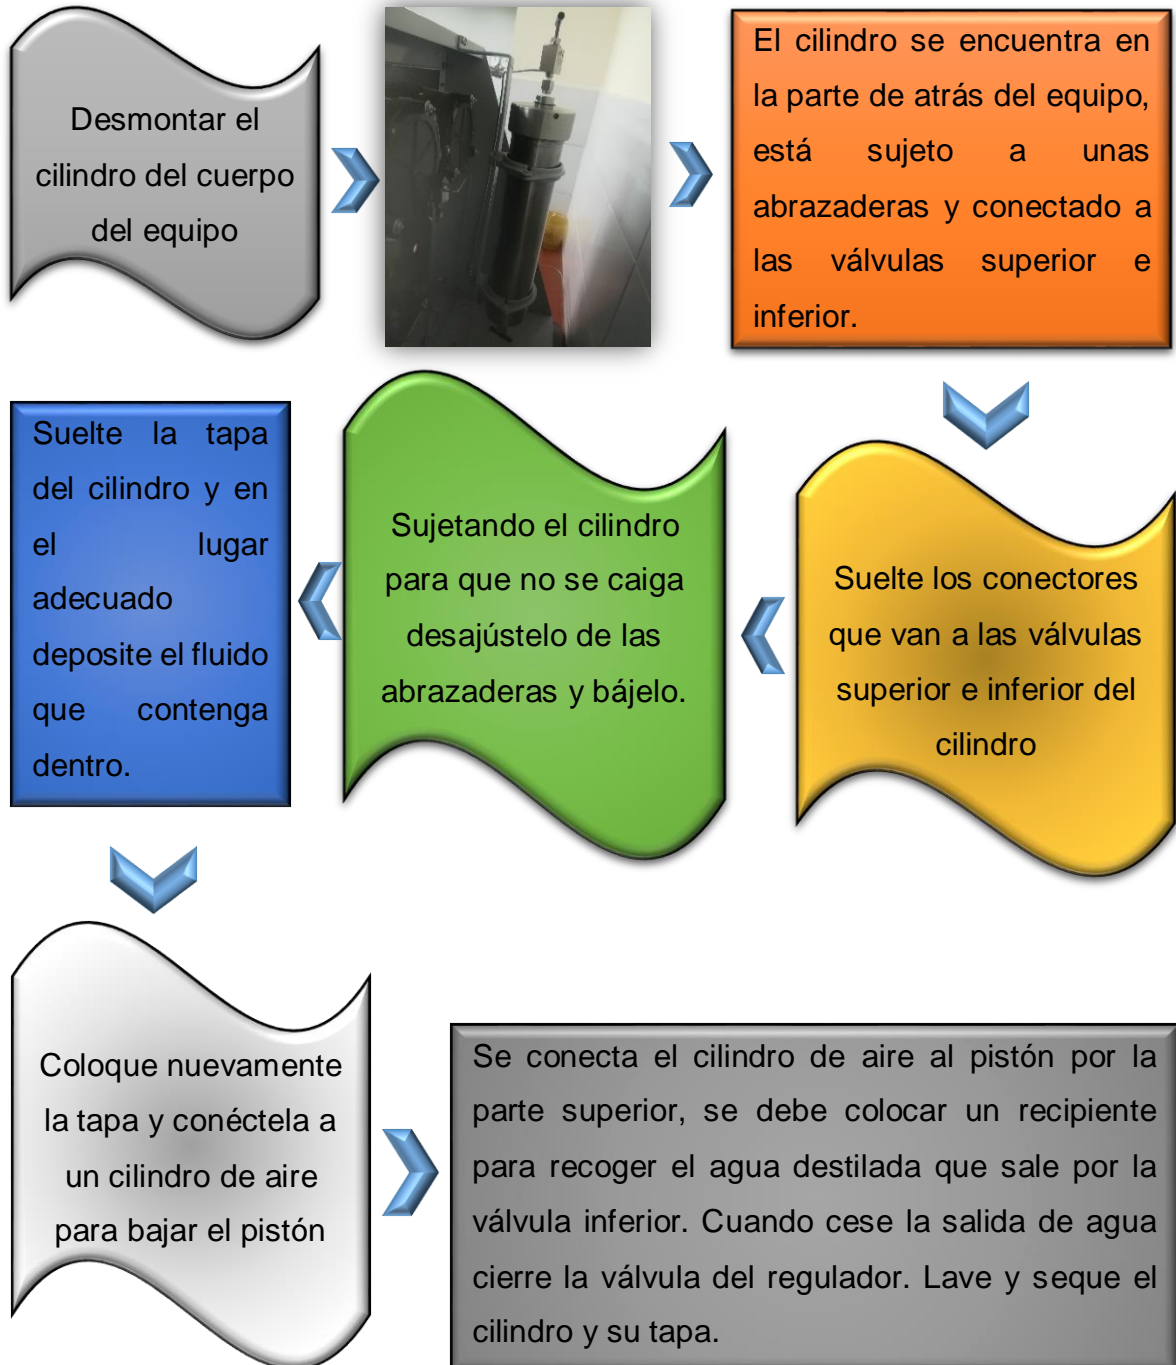 Desmontar el
cilindro del cuerpo
del equipo
El cilindro se encuentra en
la parte de atrás del equipo,
está sujeto a unas
abrazaderas y conectado a
las válvulas superior e
inferior.
Suelte los conectores
que van a las válvulas
superior e inferior del
cilindro
Sujetando el cilindro
para que no se caiga
desajústelo de las
abrazaderas y bájelo.
Suelte la tapa
del cilindro y en
el lugar
adecuado
deposite el fluido
que contenga
dentro.
Coloque nuevamente
la tapa y conéctela a
un cilindro de aire
para bajar el pistón
Se conecta el cilindro de aire al pistón por la
parte superior, se debe colocar un recipiente
para recoger el agua destilada que sale por la
válvula inferior. Cuando cese la salida de agua
cierre la válvula del regulador. Lave y seque el
cilindro y su tapa.